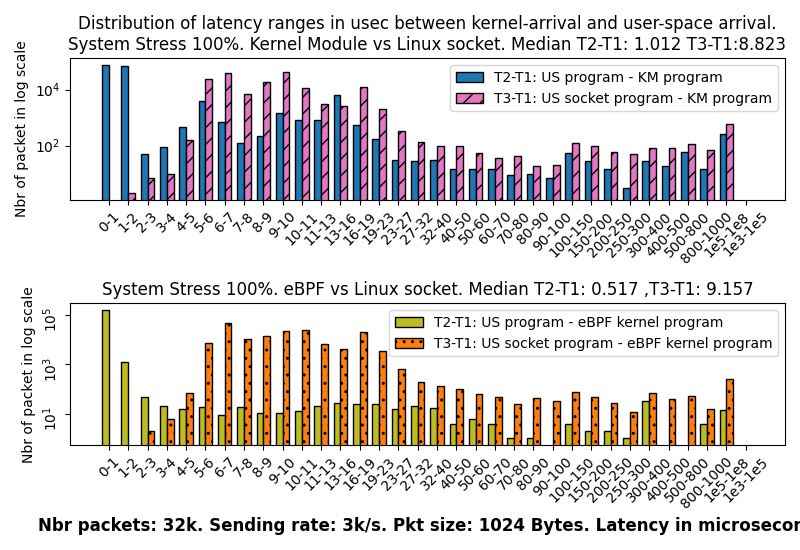 Distribution of latency ranges in usec between kernel-arrival and user-space arrival.
System Stress 100%. Kernel Module vs Linux socket. Median T2-T1: 1.012 T3-T1:8.823
Nbr of packet in log scale
10^4
10^2
T2-T1: US program - KM program
T3-T1: US socket program - KM program
0-1 1-2 2-3 3-4 4-5 5-6 6-7 7-8 8-9 9-10 10-11 11-13 13-16 16-19 19-23 23-27 27-32 32-40 40-50 50-60 60-70 70-80 80-90 90-100 100-150 150-200 200-250 250-300 300-400 400-500 500-800 800-1000 1e5-1e8 1e3-1e5
System Stress 100%. eBPF vs Linux socket. Median T2-T1: 0.517 ,T3-T1: 9.157
Nbr of packet in log scale
10^5
10^3
10^1
T2-T1: US program - eBPF kernel program
T3-T1: US socket program - eBPF kernel program
0-1 1-2 2-3 3-4 4-5 5-6 6-7 7-8 8-9 9-10 10-11 11-13 13-16 16-19 19-23 23-27 27-32 32-40 40-50 50-60 60-70 70-80 80-90 90-100 100-150 150-200 200-250 250-300 300-400 400-500 500-800 800-1000 1e5-1e8 1e3-1e5
Nbr packets: 32k. Sending rate: 3k/s. Pkt size: 1024 Bytes. Latency in microsecon